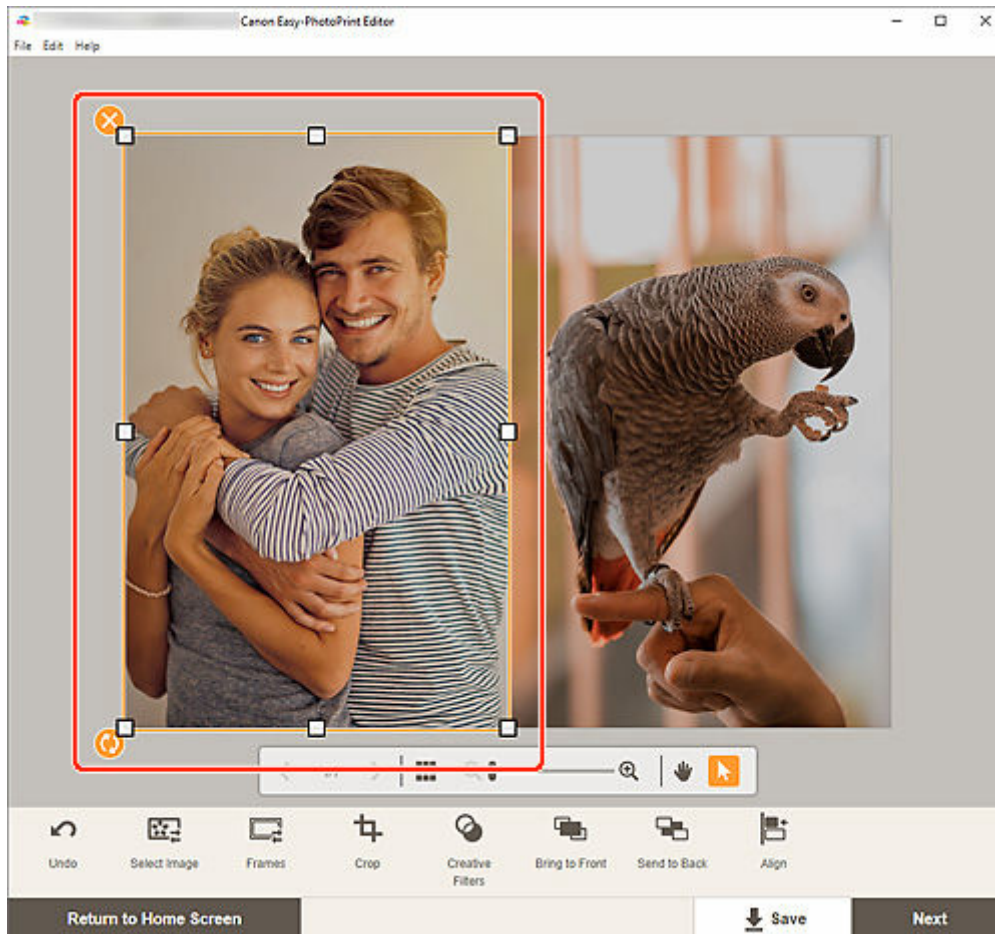 Canon Easy-PhotoPrint Editor
File Edit Help
Undo
Select Image
Frames
Crop
Creative
Filters
Bring to Front
Send to Back
Align
Return to Home Screen
Save
Next